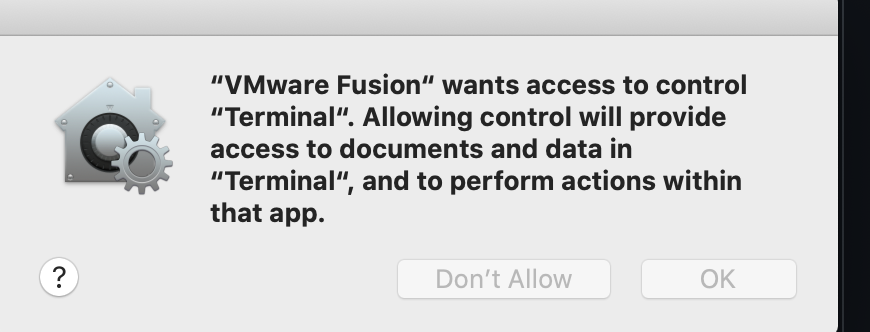 “VMware Fusion“ wants access to control
“Terminal“. Allowing control will provide
access to documents and data in
“Terminal“, and to perform actions within
that app.
?
Don’t Allow
OK